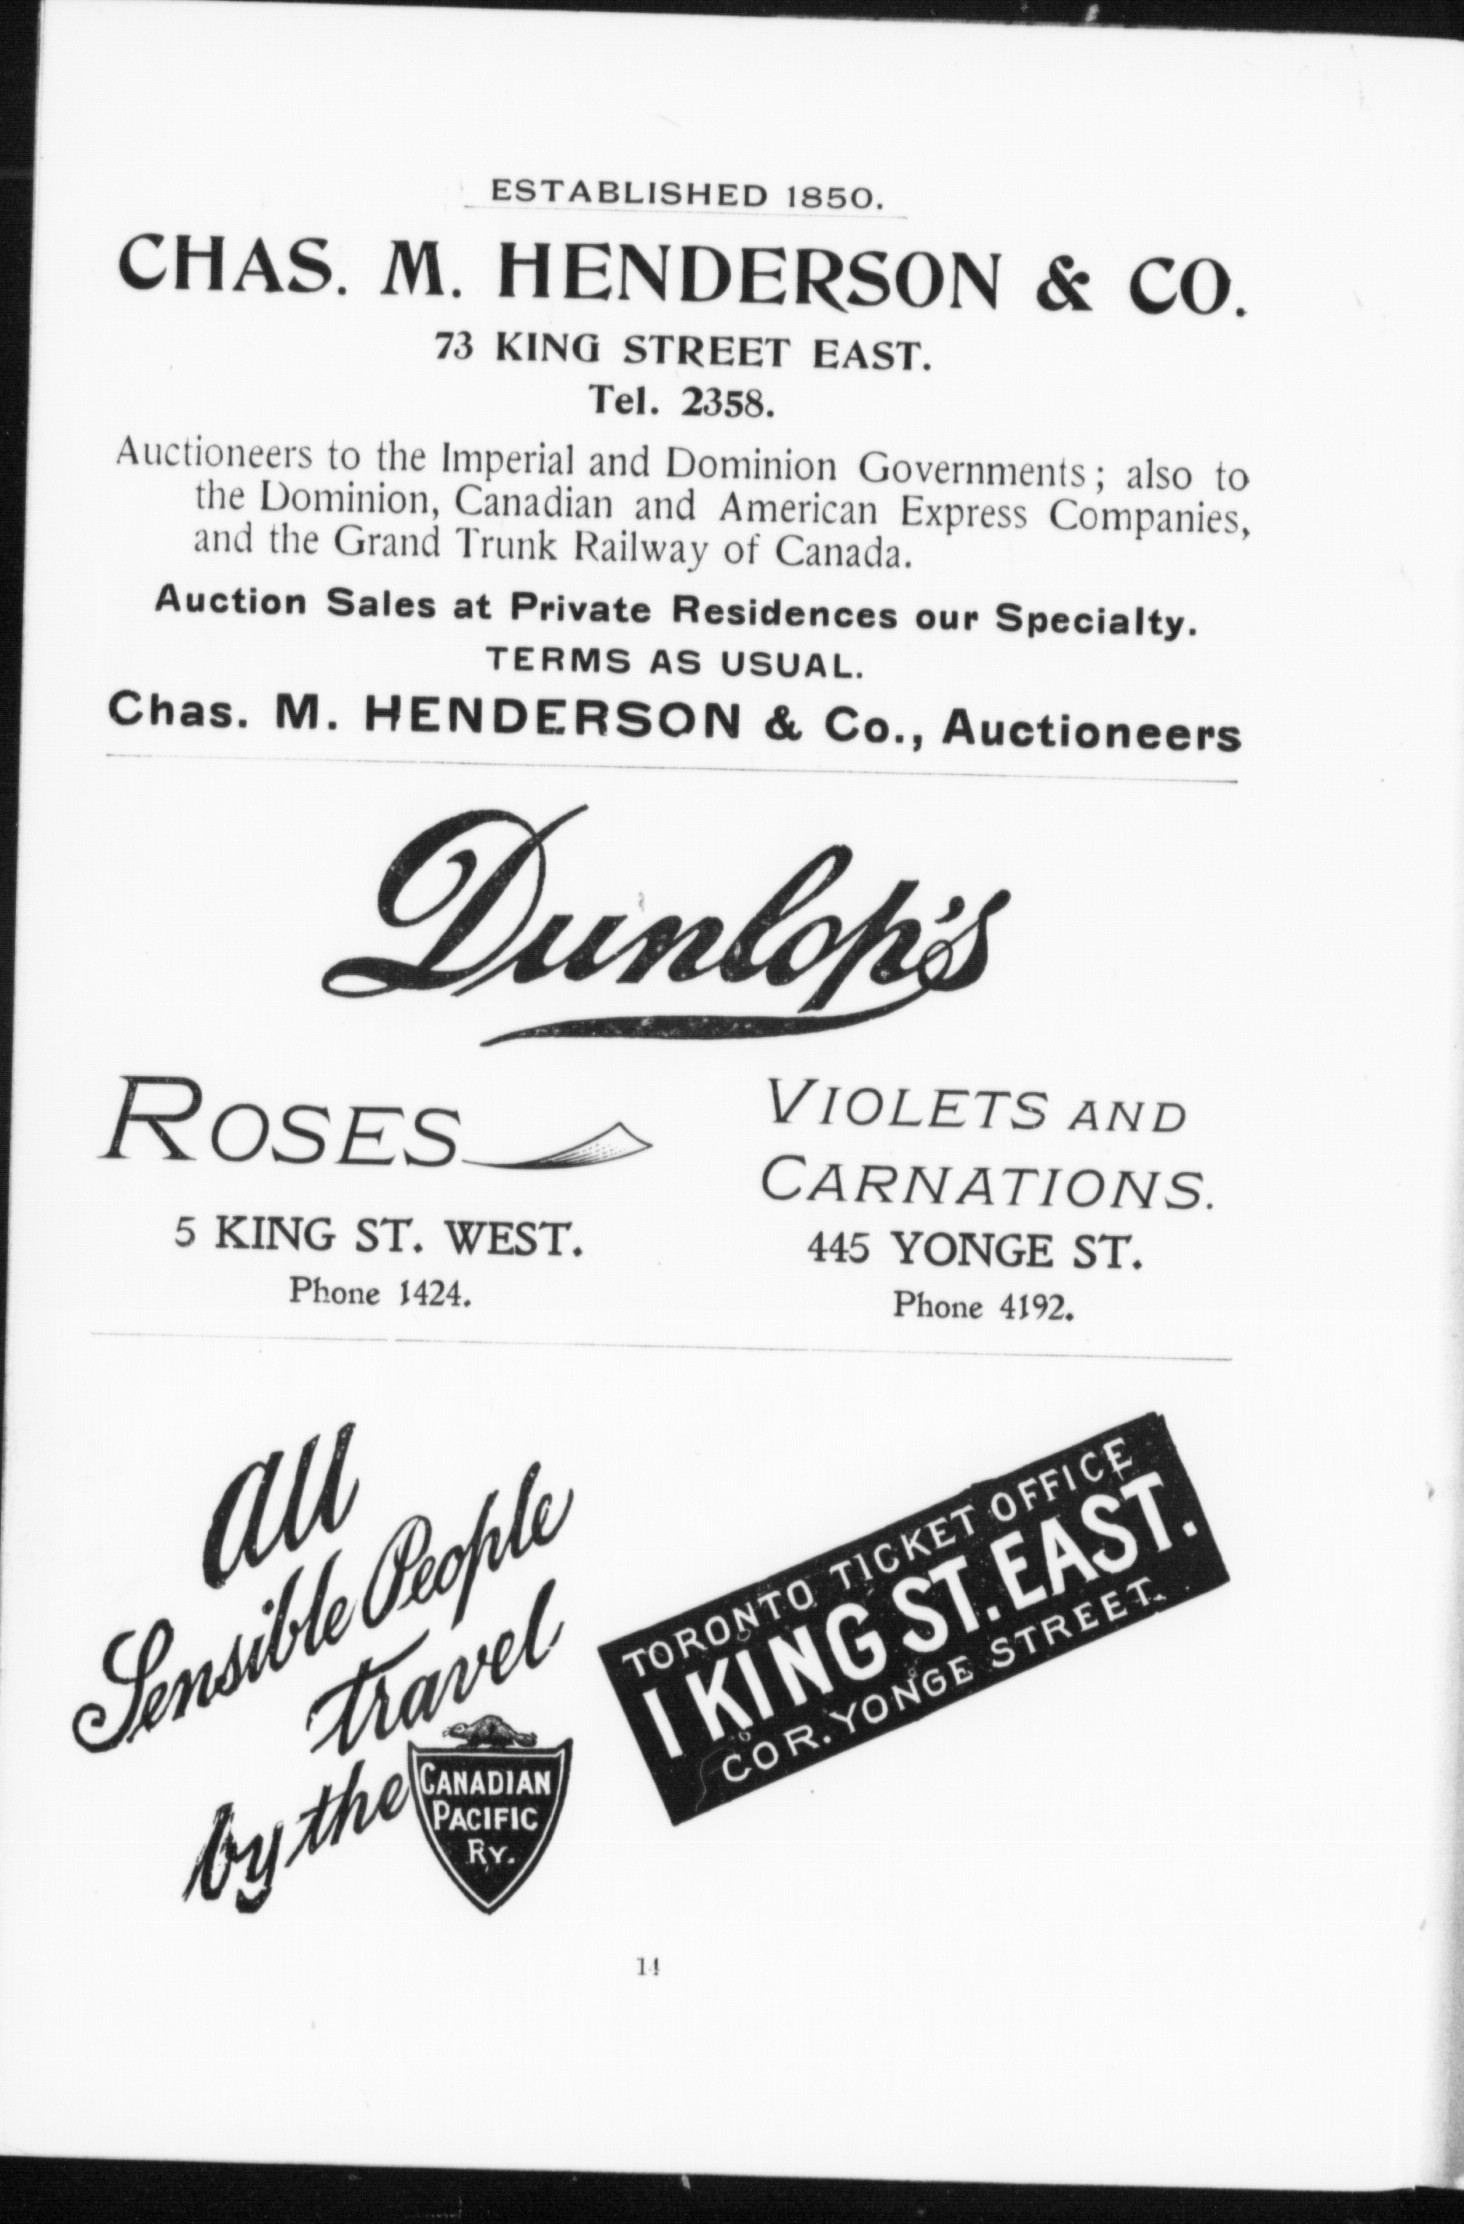 ESTABLISHED 1850.
CHAS. M. HENDERSON & CO.
73 KING STREET EAST.
Tel. 2358.
Auctioneers to the Imperial and Dominion Governments; also to
the Dominion, Canadian and American Express Companies,
and the Grand Trunk Railway of Canada.
Auction Sales at Private Residences our Specialty.
TERMS AS USUAL.
Chas. M. HENDERSON & Co., Auctioneers
Dunlop's
ROSES
5 KING ST. WEST.
Phone 1424.
VIOLETS AND
CARNATIONS.
445 YONGE ST.
Phone 4192.
All
Sensible People
travel
by the
CANADIAN
PACIFIC
RY.
TORONTO TICKET OFFICE
1 KING ST. EAST.
COR. YONGE STREET.
14